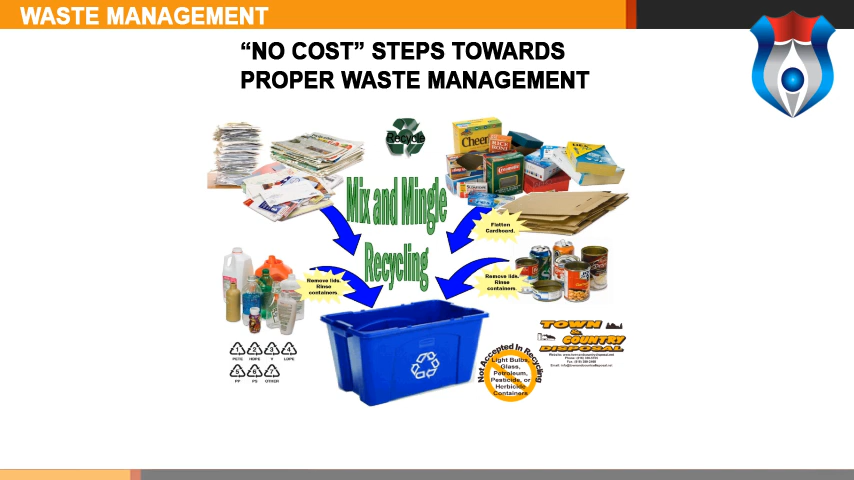 WASTE MANAGEMENT
“NO COST” STEPS TOWARDS
PROPER WASTE MANAGEMENT
Recycle
Cheer
Mix and Mingle
Recycling
Flatten
Cardboard.
Remove lids.
Rinse
containers.
Remove lids.
Rinse
containers.
PETE HDPE V LDPE
PP PS OTHER
TOWN
&
COUNTRY
DISPOSAL
Not Accepted In Recycling
Light Bulbs,
Glass,
Petroleum,
Pesticide, or
Herbicide
Containers